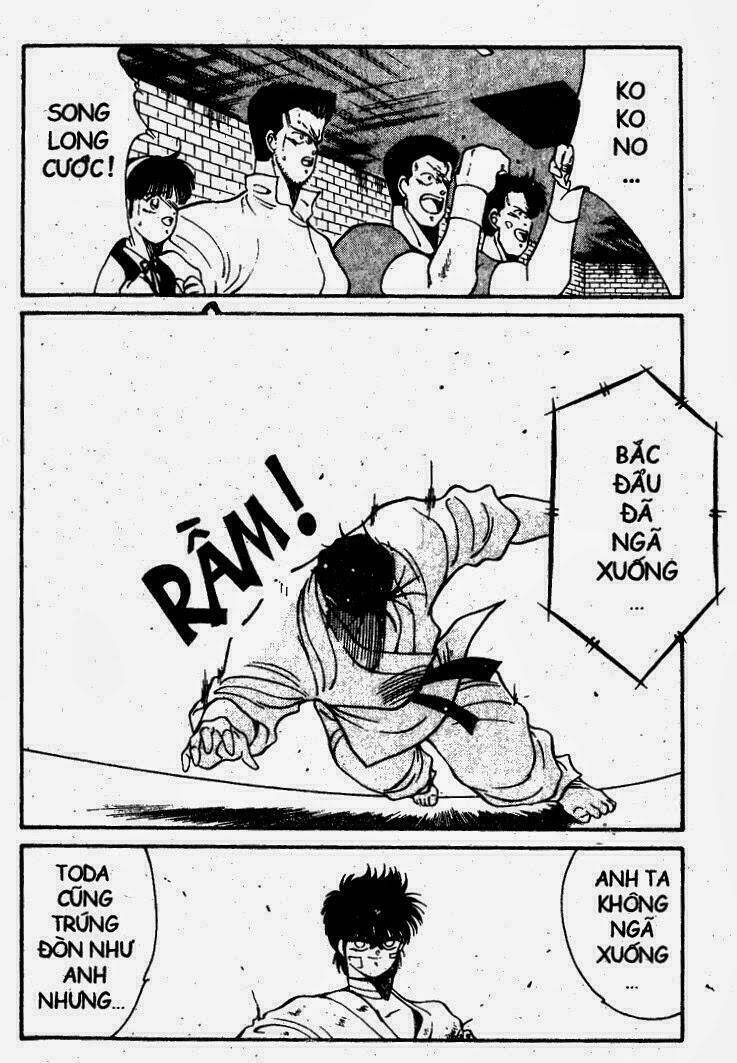 KO
KO
NO
...
SONG
LONG
CƯỚC!
BẮC
ĐẨU
ĐÃ
NGÃ
XUỐNG
...
RẦM!
ANH TA
KHÔNG
NGÃ
XUỐNG
...
TODA
CŨNG
TRÚNG
ĐÒN NHƯ
ANH
NHƯNG...